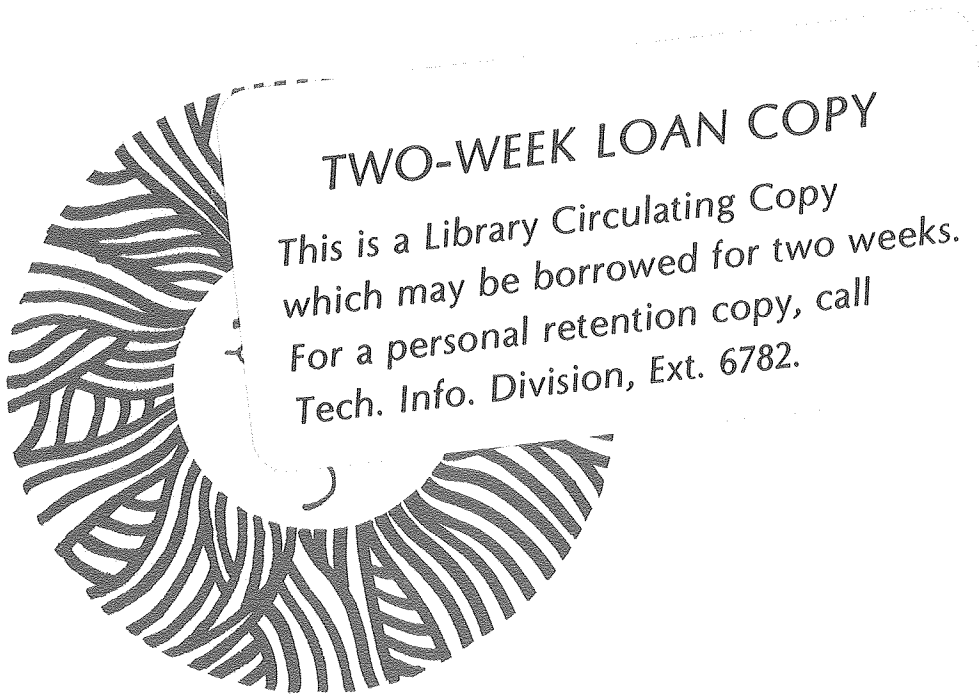 TWO-WEEK LOAN COPY
This is a Library Circulating Copy
which may be borrowed for two weeks.
For a personal retention copy, call
Tech. Info. Division, Ext. 6782.